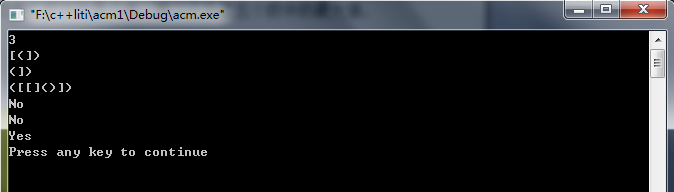 "F:\c++liti\acm1\Debug\acm.exe"
3
[(])
(])
([[]()])
No
No
Yes
Press any key to continue